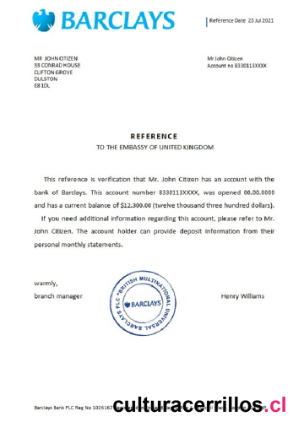 BARCLAYS
Reference Date 23 Jul 2021
MR JOHN CITIZEN
Mr John Citizen
33 CONRAD HOUSE
Account no 8330113XXXX
CLIFTON GROVE
DULSTON
E8 1DL
REFERENCE
TO THE EMBASSY OF UNITED KINGDOM
This reference is verification that Mr. John Citizen has an account with the
bank of Barclays. This account number 8330113XXXX, was opened 00.00.0000
and has a current balance of $12,300.00 (twelve thousand three hundred dollars).
If you need additional information regarding this account, please refer to Mr.
John Citizen. The account holder can provide deposit information from their
personal monthly statements.
warmly,
branch manager
Henry Williams
BRITISH MULTINATIONAL
UNIVERSAL BARCLAYS PLC
BARCLAYS
Barclays Bank PLC Reg No
culturacerrillos.cl